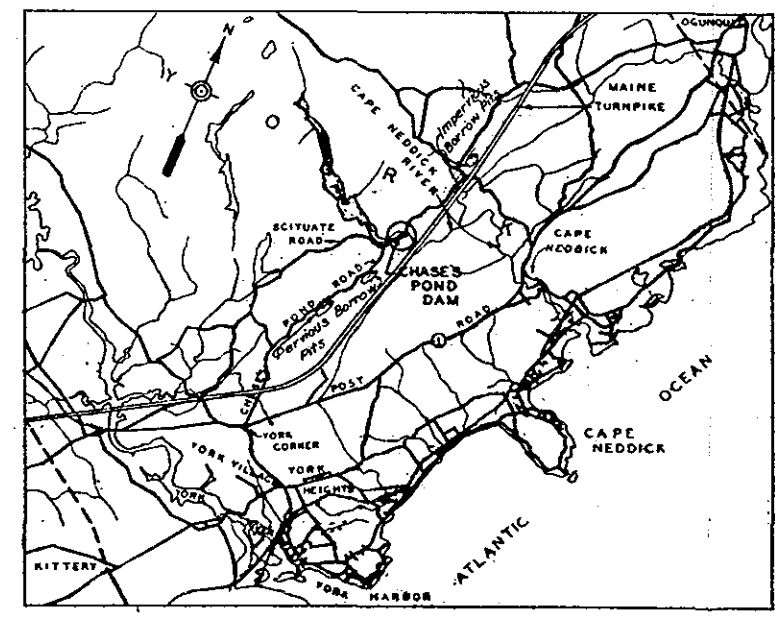 OGUNQUIT
N
Y
MAINE
TURNPIKE
CAPE NEDDICK
RIVER
Impervious
Borrow Pits
R
SCITUATE
ROAD
CAPE
NEDDICK
CHASE'S
POND
DAM
POND ROAD
Pervious Borrow
Pits
CHASES
1
POST ROAD
OCEAN
ATLANTIC
CAPE
NEDDICK
YORK
CORNER
YORK VILLAGE
YORK
HEIGHTS
YORK
KITTERY
YORK HARBOR